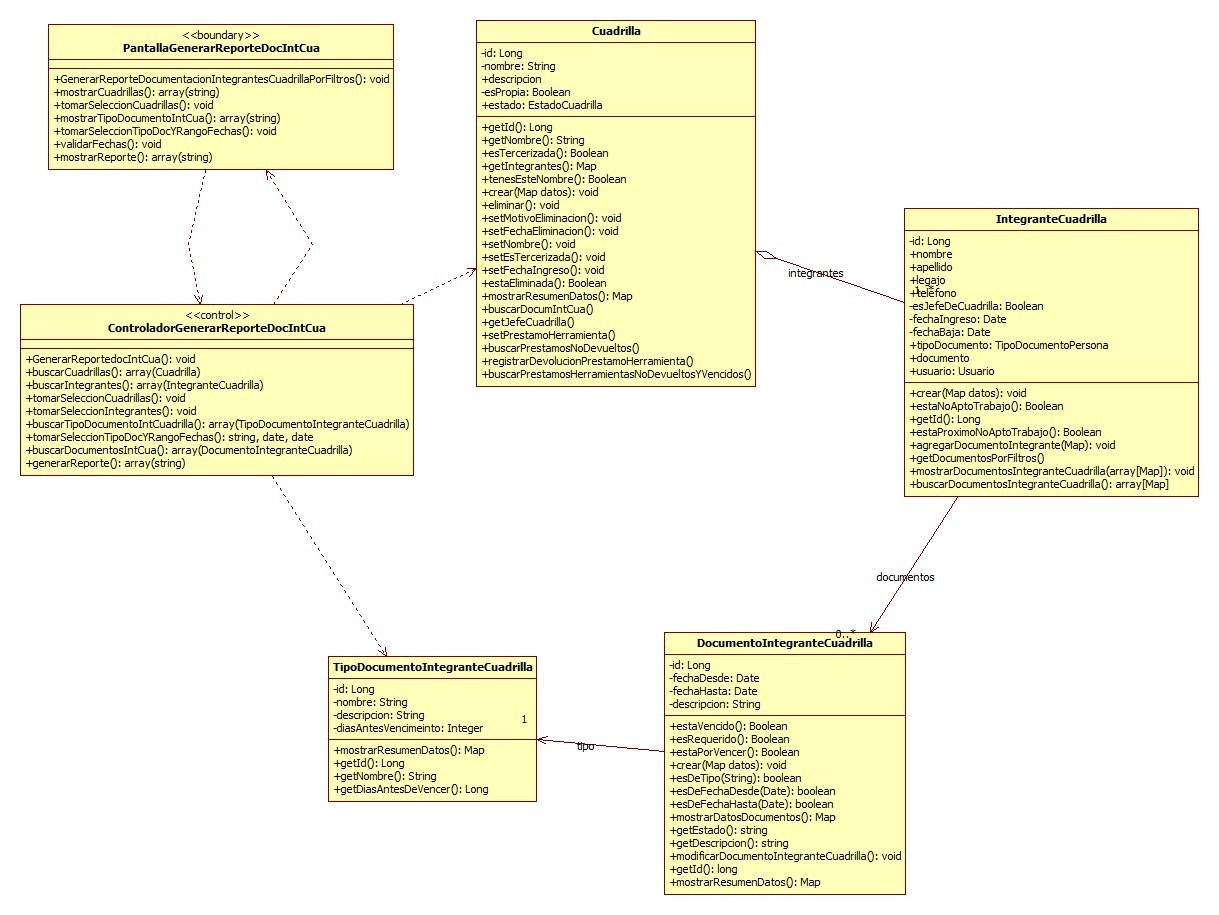 <<boundary>>
PantallaGenerarReporteDocIntCua
+GenerarReporteDocumentacionIntegrantesCuadrillaPorFiltros(): void
+mostrarCuadrillas(): array(string)
+tomarSeleccionCuadrillas(): void
+mostrarTipoDocumentoIntCua(): array(string)
+tomarSeleccionTipoDocYRangoFechas(): void
+validarFechas(): void
+mostrarReporte(): array(string)
Cuadrilla
-id: Long
-nombre: String
+descripcion
-esPropia: Boolean
+estado: EstadoCuadrilla
+getId(): Long
+getNombre(): String
+esTercerizada(): Boolean
+getIntegrantes(): Map
+tenesEsteNombre(): Boolean
+crear(Map datos): void
+eliminar(): void
+setMotivoEliminacion(): void
+setFechaEliminacion(): void
+setNombre(): void
+setEsTercerizada(): void
+setFechaIngreso(): void
+estaEliminada(): Boolean
+mostrarResumenDatos(): Map
+buscarDocumIntCua()
+getJefeCuadrilla()
+setPrestamoHerramienta()
+buscarPrestamosNoDevueltos()
+registrarDevolucionPrestamoHerramienta()
+buscarPrestamosHerramientasNoDevueltosYVencidos()
integrantes
IntegranteCuadrilla
-id: Long
+nombre
+apellido
+legajo
1..*
+telefono
-esJefeDeCuadrilla: Boolean
-fechaIngreso: Date
-fechaBaja: Date
+tipoDocumento: TipoDocumentoPersona
+documento
+usuario: Usuario
+crear(Map datos): void
+estaNoAptoTrabajo(): Boolean
+getId(): Long
+estaProximoNoAptoTrabajo(): Boolean
+agregarDocumentoIntegrante(Map): void
+getDocumentosPorFiltros()
+mostrarDocumentosIntegranteCuadrilla(array[Map]): void
+buscarDocumentosIntegranteCuadrilla(): array[Map]
<<control>>
ControladorGenerarReporteDocIntCua
+GenerarReportedocIntCua(): void
+buscarCuadrillas(): array(Cuadrilla)
+buscarIntegrantes(): array(IntegranteCuadrilla)
+tomarSeleccionCuadrillas(): void
+tomarSeleccionIntegrantes(): void
+buscarTipoDocumentoIntCuadrilla(): array(TipoDocumentoIntegranteCuadrilla)
+tomarSeleccionTipoDocYRangoFechas(): string, date, date
+buscarDocumentosIntCua(): array(DocumentoIntegranteCuadrilla)
+generarReporte(): array(string)
documentos
0..*
TipoDocumentoIntegranteCuadrilla
-id: Long
-nombre: String
-descripcion: String
-diasAntesVencimeinto: Integer
1
+mostrarResumenDatos(): Map
+getId(): Long
+getNombre(): String
+getDiasAntesDeVencer(): Long
tipo
DocumentoIntegranteCuadrilla
-id: Long
-fechaDesde: Date
-fechaHasta: Date
-descripcion: String
+estaVencido(): Boolean
+esRequerido(): Boolean
+estaPorVencer(): Boolean
+crear(Map datos): void
+esDeTipo(String): boolean
+esDeFechaDesde(Date): boolean
+esDeFechaHasta(Date): boolean
+mostrarDatosDocumentos(): Map
+getEstado(): string
+getDescripcion(): string
+modificarDocumentoIntegranteCuadrilla(): void
+getId(): long
+mostrarResumenDatos(): Map